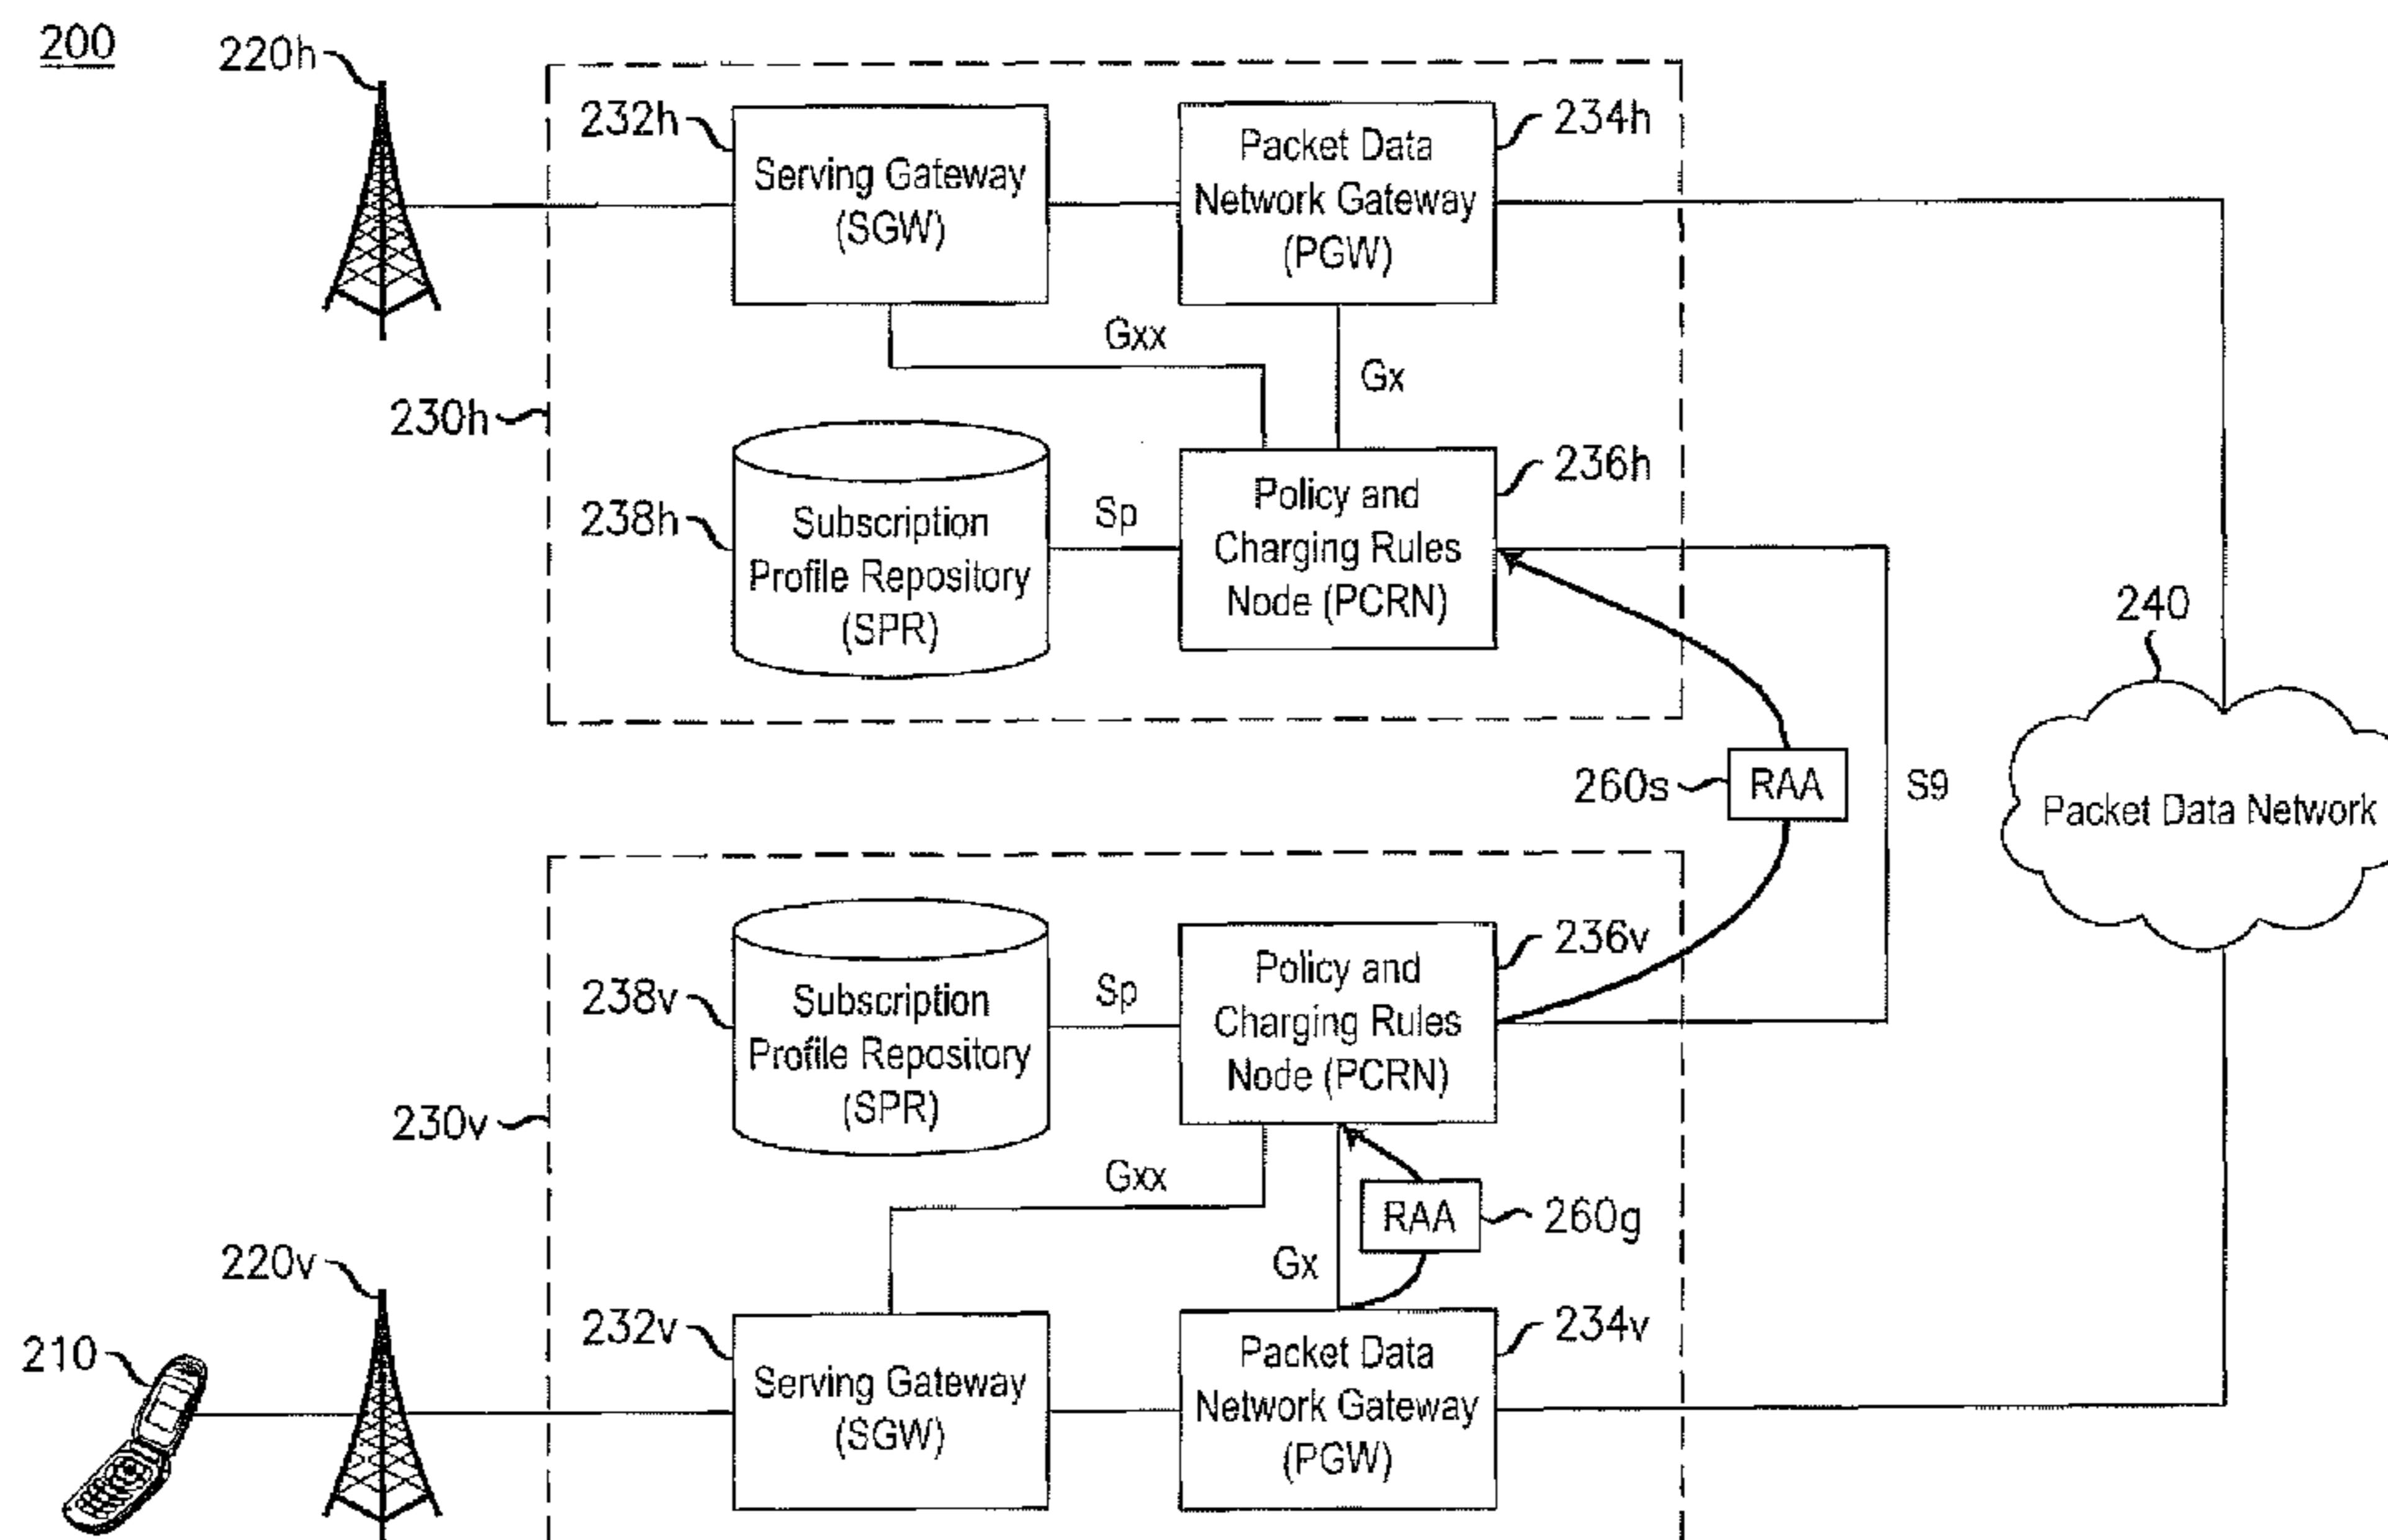 200
220h
232h
Serving Gateway
(SGW)
Packet Data
Network Gateway
(PGW)
234h
Gxx
Gx
230h
238h
Subscription
Profile Repository
(SPR)
Sp
Policy and
Charging Rules
Node (PCRN)
236h
240
Packet Data Network
260s
RAA
S9
230v
238v
Subscription
Profile Repository
(SPR)
Sp
Policy and
Charging Rules
Node (PCRN)
236v
Gxx
Gx
RAA
260g
210
220v
232v
Serving Gateway
(SGW)
Packet Data
Network Gateway
(PGW)
234v